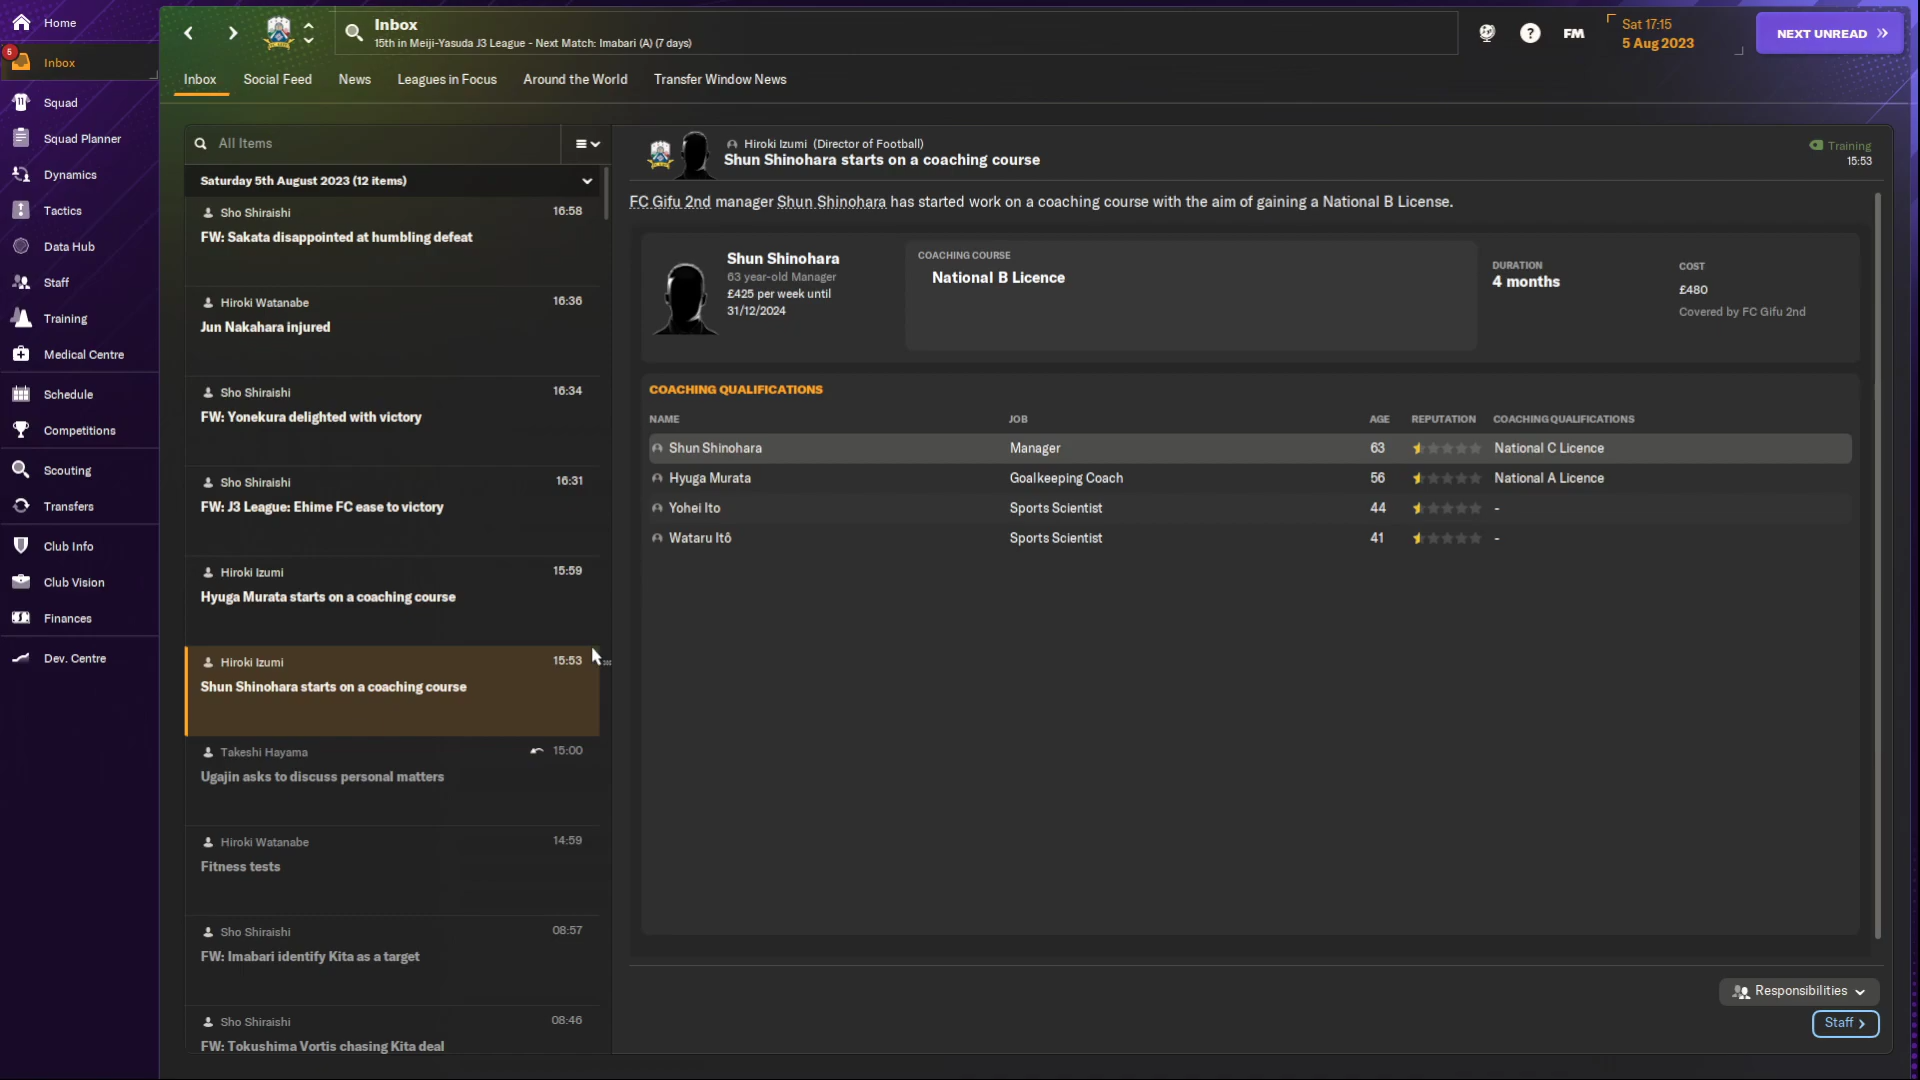 Home
5
Inbox
Squad
Squad Planner
Dynamics
Tactics
Data Hub
Staff
Training
Medical Centre
Schedule
Competitions
Scouting
Transfers
Club Info
Club Vision
Finances
Dev. Centre
Inbox
15th in Meiji-Yasuda J3 League - Next Match: Imabari (A) (7 days)
FM
Sat 17:15
5 Aug 2023
NEXT UNREAD
Inbox
Social Feed
News
Leagues in Focus
Around the World
Transfer Window News
All Items
Saturday 5th August 2023 (12 items)
Sho Shiraishi 16:58
FW: Sakata disappointed at humbling defeat
Hiroki Watanabe 16:36
Jun Nakahara injured
Sho Shiraishi 16:34
FW: Yonekura delighted with victory
Sho Shiraishi 16:31
FW: J3 League: Ehime FC ease to victory
Hiroki Izumi 15:59
Hyuga Murata starts on a coaching course
Hiroki Izumi 15:53
Shun Shinohara starts on a coaching course
Takeshi Hayama 15:00
Ugajin asks to discuss personal matters
Hiroki Watanabe 14:59
Fitness tests
Sho Shiraishi 08:57
FW: Imabari identify Kita as a target
Sho Shiraishi 08:46
FW: Tokushima Vortis chasing Kita deal
Hiroki Izumi (Director of Football)
Shun Shinohara starts on a coaching course
Training
15:53
FC Gifu 2nd manager Shun Shinohara has started work on a coaching course with the aim of gaining a National B License.
Shun Shinohara
63 year-old Manager
£425 per week until
31/12/2024
COACHING COURSE
National B Licence
DURATION
4 months
COST
£480
Covered by FC Gifu 2nd
COACHING QUALIFICATIONS
NAME JOB AGE REPUTATION COACHING QUALIFICATIONS
Shun Shinohara Manager 63 National C Licence
Hyuga Murata Goalkeeping Coach 56 National A Licence
Yohei Ito Sports Scientist 44 -
Wataru Itô Sports Scientist 41 -
Responsibilities
Staff